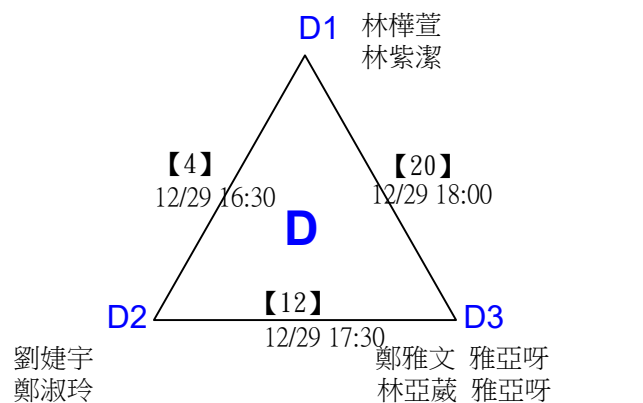 D1 林樺萱
林紫潔
【4】
12/29 16:30
【20】
12/29 18:00
D
【12】
12/29 17:30
D2
劉婕宇
鄭淑玲
D3
鄭雅文 雅亞呀
林亞葳 雅亞呀